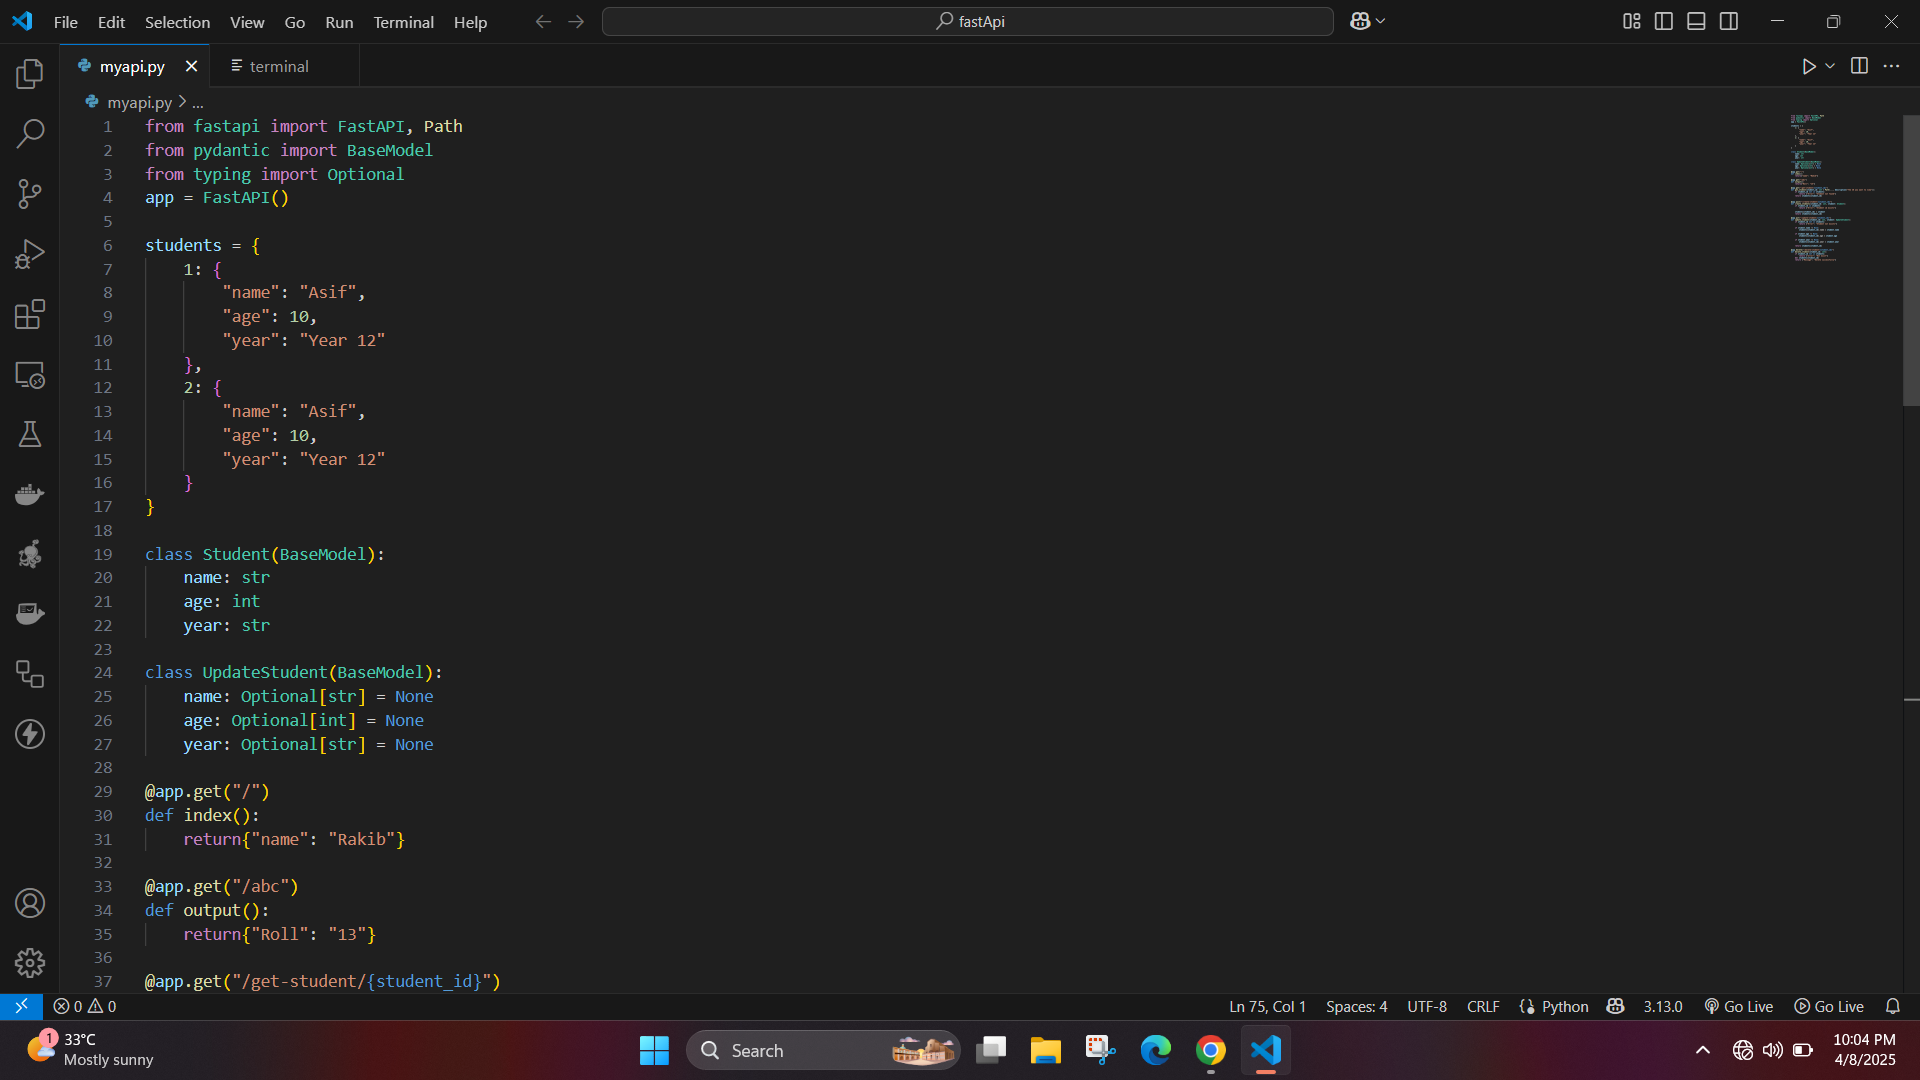 File Edit Selection View Go Run Terminal Help
fastApi
myapi.py
terminal
myapi.py > ...
1 from fastapi import FastAPI, Path
2 from pydantic import BaseModel
3 from typing import Optional
4 app = FastAPI()
5
6 students = {
7     1: {
8         "name": "Asif",
9         "age": 10,
10         "year": "Year 12"
11     },
12     2: {
13         "name": "Asif",
14         "age": 10,
15         "year": "Year 12"
16     }
17 }
18
19 class Student(BaseModel):
20     name: str
21     age: int
22     year: str
23
24 class UpdateStudent(BaseModel):
25     name: Optional[str] = None
26     age: Optional[int] = None
27     year: Optional[str] = None
28
29 @app.get("/")
30 def index():
31     return{"name": "Rakib"}
32
33 @app.get("/abc")
34 def output():
35     return{"Roll": "13"}
36
37 @app.get("/get-student/{student_id}")
0 0 Ln 75, Col 1 Spaces: 4 UTF-8 CRLF Python 3.13.0 Go Live Go Live
1
33°C
Mostly sunny
Search
10:04 PM
4/8/2025